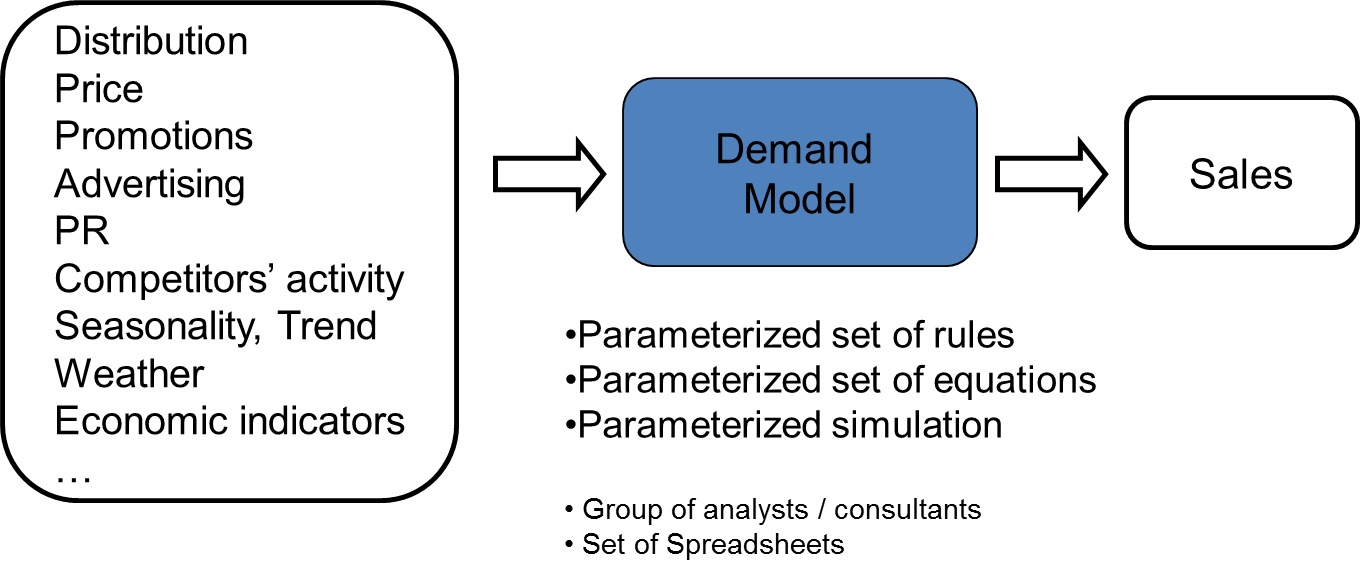 Distribution
Price
Promotions
Advertising
PR
Competitors’ activity
Seasonality, Trend
Weather
Economic indicators
…
Demand
Model
Sales
•Parameterized set of rules
•Parameterized set of equations
•Parameterized simulation
• Group of analysts / consultants
• Set of Spreadsheets